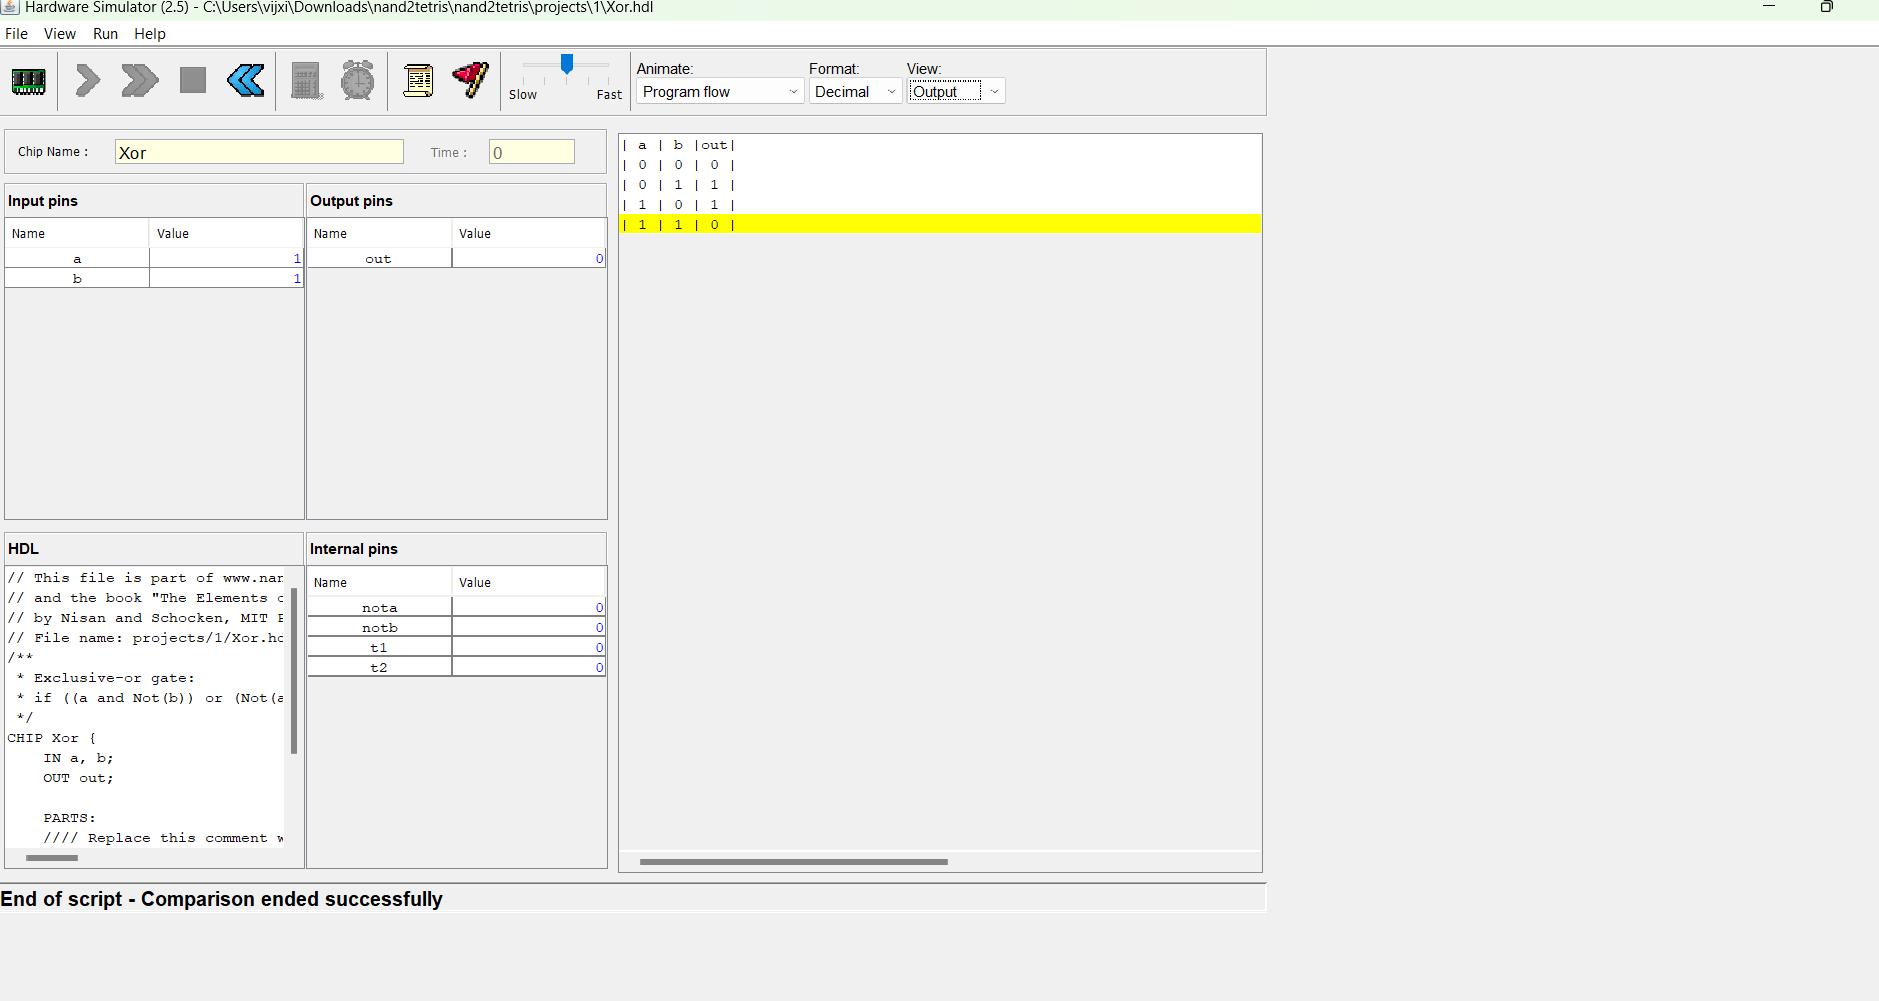 Hardware Simulator (2.5) - C:\Users\vijxi\Downloads\nand2tetris\nand2tetris\projects\1\Xor.hdl
File View Run Help
Slow Fast
Animate: Format: View:
Program flow Decimal Output
Chip Name : Xor Time : 0
Input pins
Name Value
a 1
b 1
Output pins
Name Value
out 0
HDL
// This file is part of www.nan
// and the book "The Elements
// by Nisan and Schocken, MIT
// File name: projects/1/Xor.hd
/**
* Exclusive-or gate:
* if ((a and Not(b)) or (Not(a
*/
CHIP Xor {
IN a, b;
OUT out;
PARTS:
//// Replace this comment
Internal pins
Name Value
nota 0
notb 0
t1 0
t2 0
| a | b |out|
| 0 | 0 | 0 |
| 0 | 1 | 1 |
| 1 | 0 | 1 |
| 1 | 1 | 0 |
End of script - Comparison ended successfully